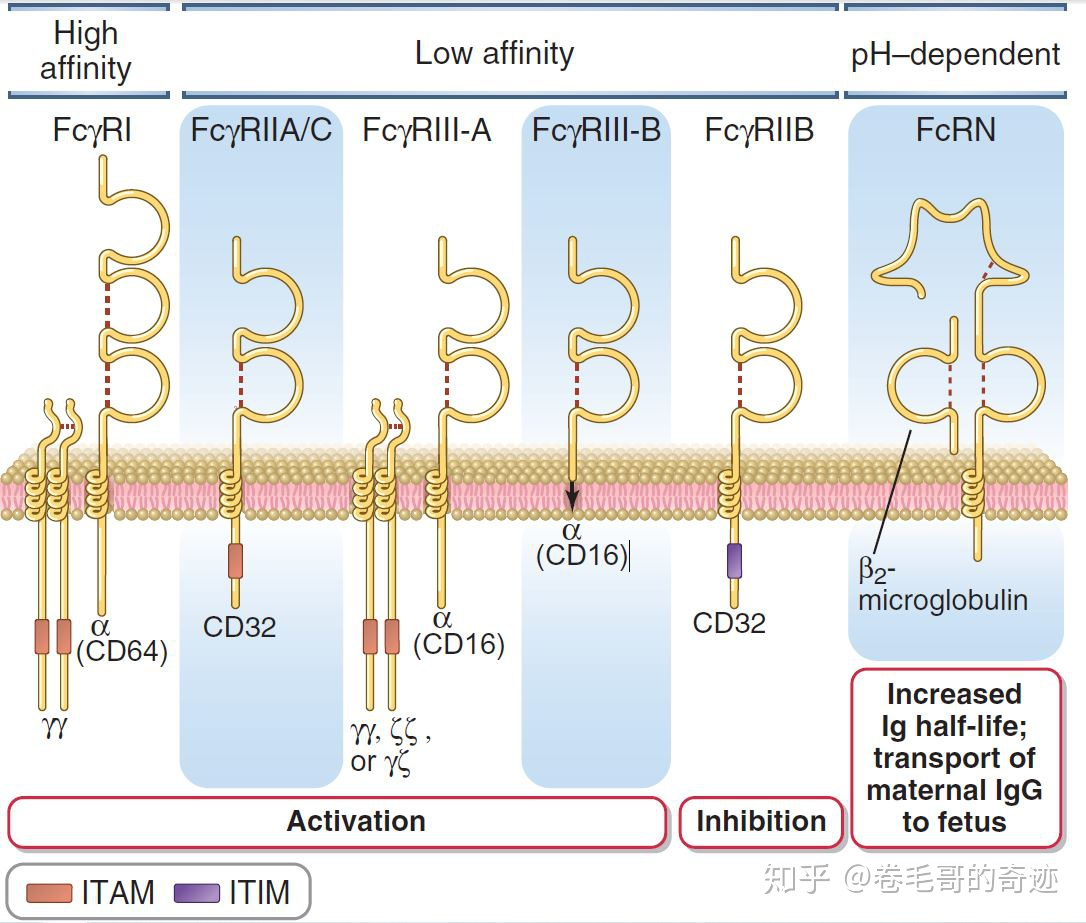 High
affinity
Low affinity
pH–dependent
FcγRI
FcγRIIA/C
FcγRIII-A
FcγRIII-B
FcγRIIB
FcRN
α
(CD64)
γγ
CD32
α
(CD16)
γγ, ζζ ,
or γζ
α
(CD16)
CD32
β2-
microglobulin
Increased
Ig half-life;
transport of
maternal IgG
to fetus
Activation
Inhibition
ITAM
ITIM
知乎 @卷毛哥的奇迹